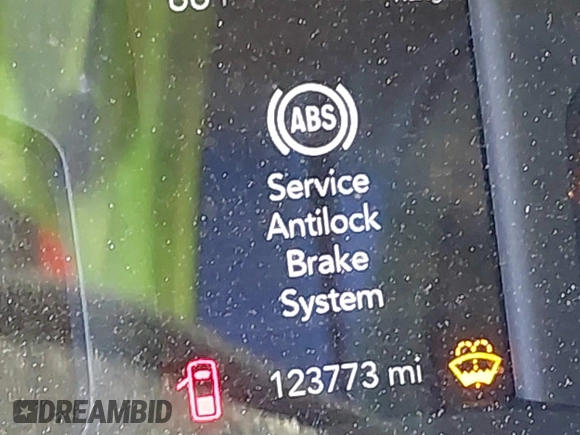 ABS
Service
Antilock
Brake
System
123773 mi
DREAMBID